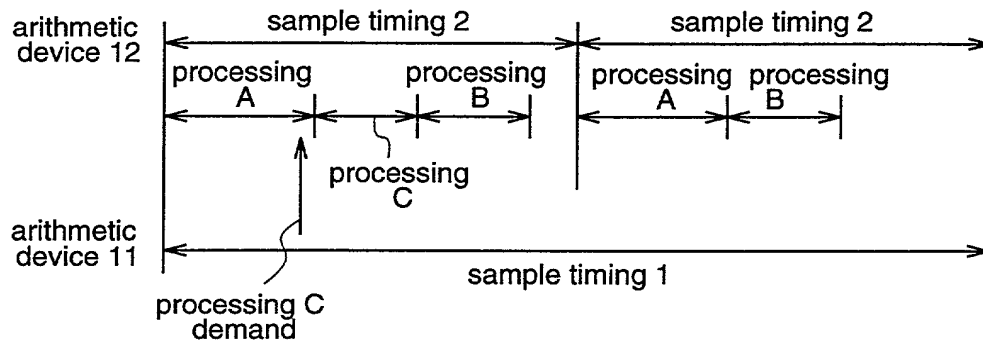 arithmetic
device 12
sample timing 2
sample timing 2
processing
A
processing
B
processing
A
processing
B
processing
C
arithmetic
device 11
sample timing 1
processing C
demand